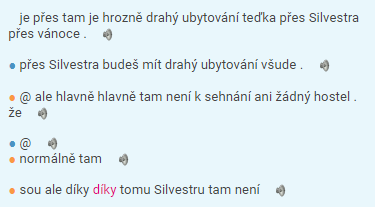 je přes tam je hrozně drahý ubytování teďka přes Silvestra
přes vánoce .
přes Silvestra budeš mít drahý ubytování všude .
@ ale hlavně hlavně tam není k sehnání ani žádný hostel .
že
@
normálně tam
sou ale díky díky tomu Silvestru tam není